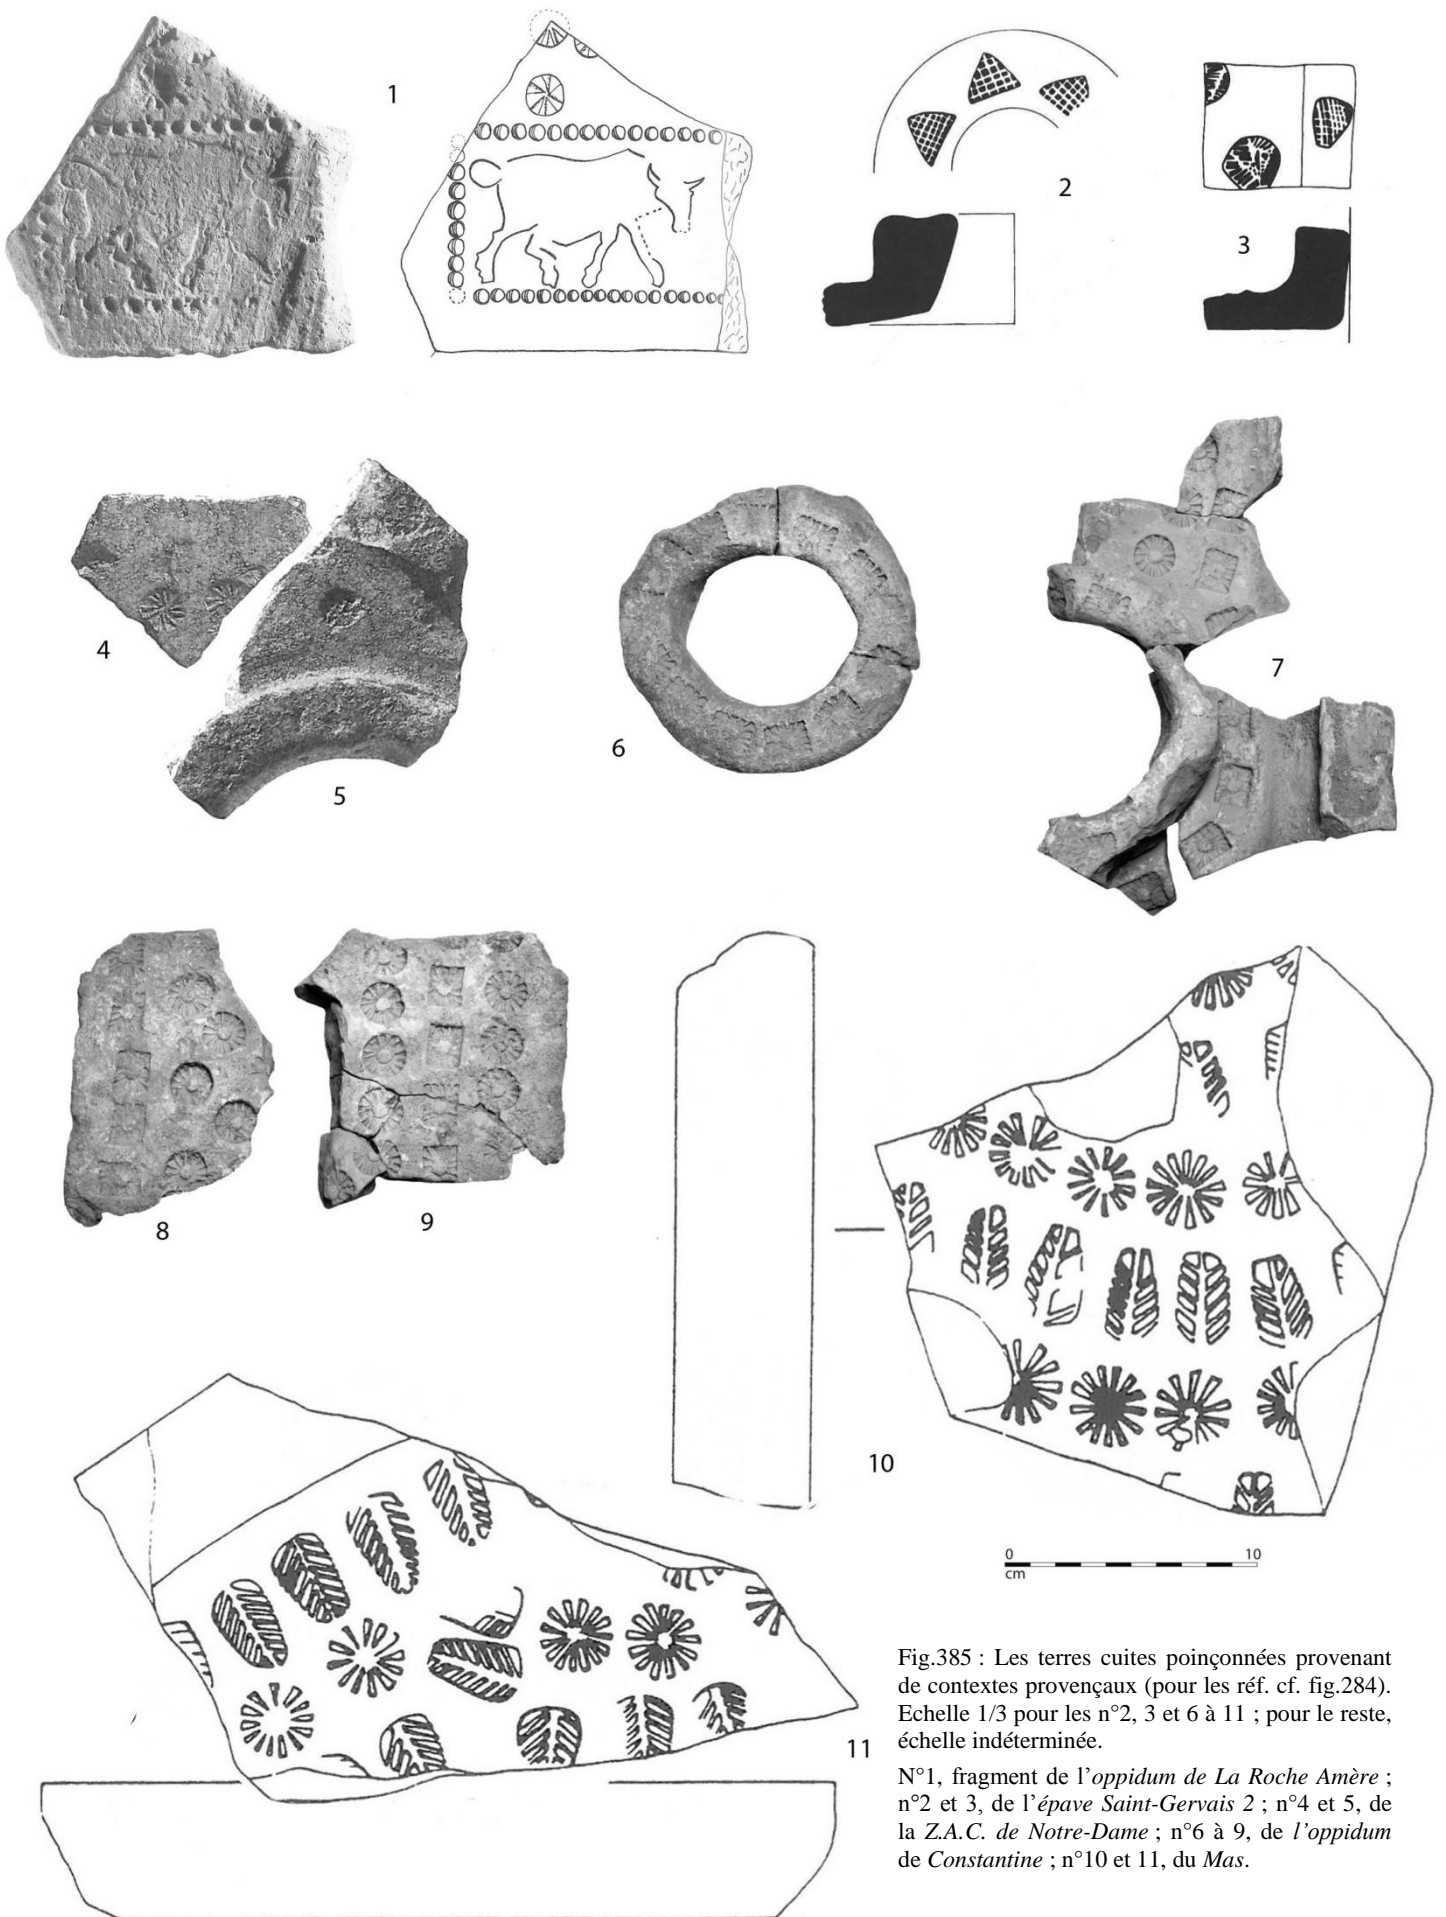 1
2
3
4
5
6
7
8
9
10
11
0 10
cm
Fig.385 : Les terres cuites poinçonnées provenant
de contextes provençaux (pour les réf. cf. fig.284).
Echelle 1/3 pour les n°2, 3 et 6 à 11 ; pour le reste,
échelle indéterminée.
N°1, fragment de l’oppidum de La Roche Amère ;
n°2 et 3, de l’épave Saint-Gervais 2 ; n°4 et 5, de
la Z.A.C. de Notre-Dame ; n°6 à 9, de l’oppidum
de Constantine ; n°10 et 11, du Mas.